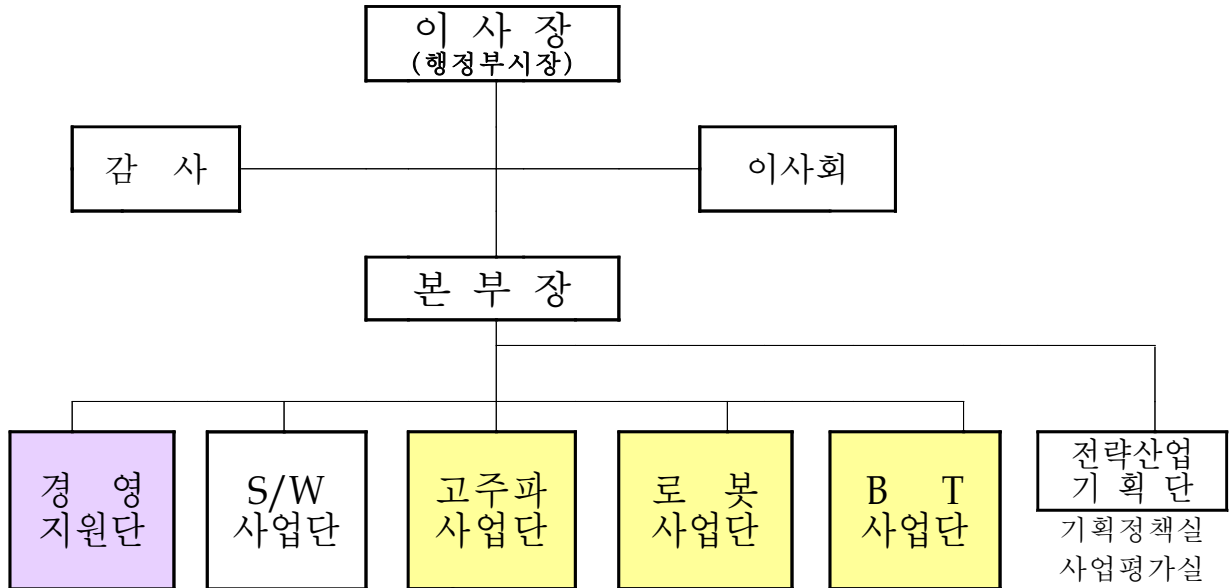 이 사 장
(행정부시장)
감 사
이사회
본 부 장
경 영
지원단
S/W
사업단
고주파
사업단
로 봇
사업단
B T
사업단
전략산업
기 획 단
기획정책실
사업평가실